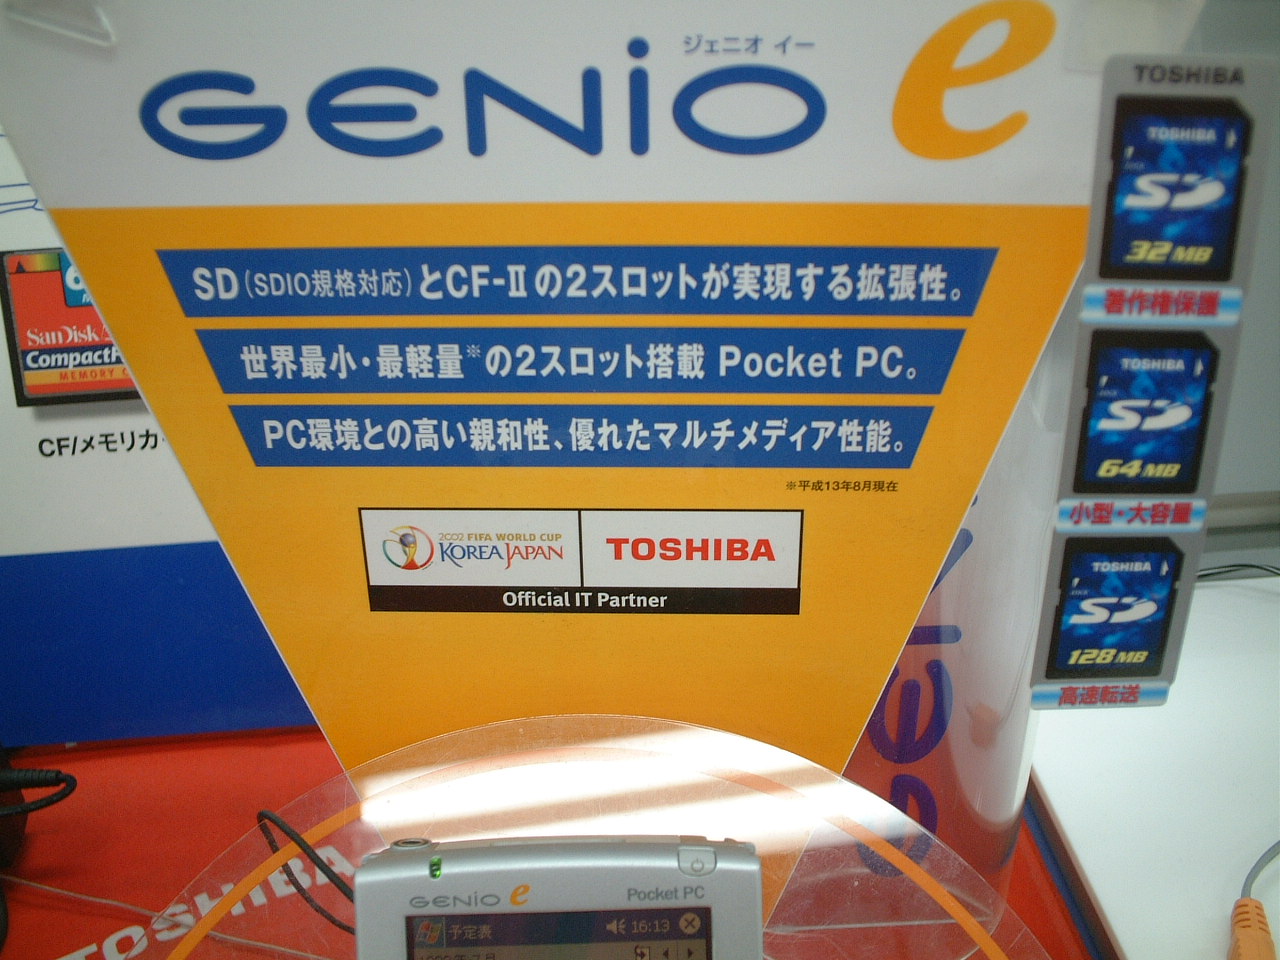 ジェニオ イー
GENIO e
SD(SDIO規格対応)とCF-Ⅱの2スロットが実現する拡張性。
世界最小・最軽量※の2スロット搭載 Pocket PC。
PC環境との高い親和性、優れたマルチメディア性能。
※平成13年8月現在
2002 FIFA WORLD CUP
KOREA JAPAN
TOSHIBA
Official IT Partner
SanDisk
CompactF
MEMORY C
CF/メモリカ
TOSHIBA
TOSHIBA
SD
32MB
著作権保護
TOSHIBA
SD
64MB
小型・大容量
TOSHIBA
SD
128MB
高速転送
GENIO
TOSHIBA
GENIO e
Pocket PC
予定表
16:13